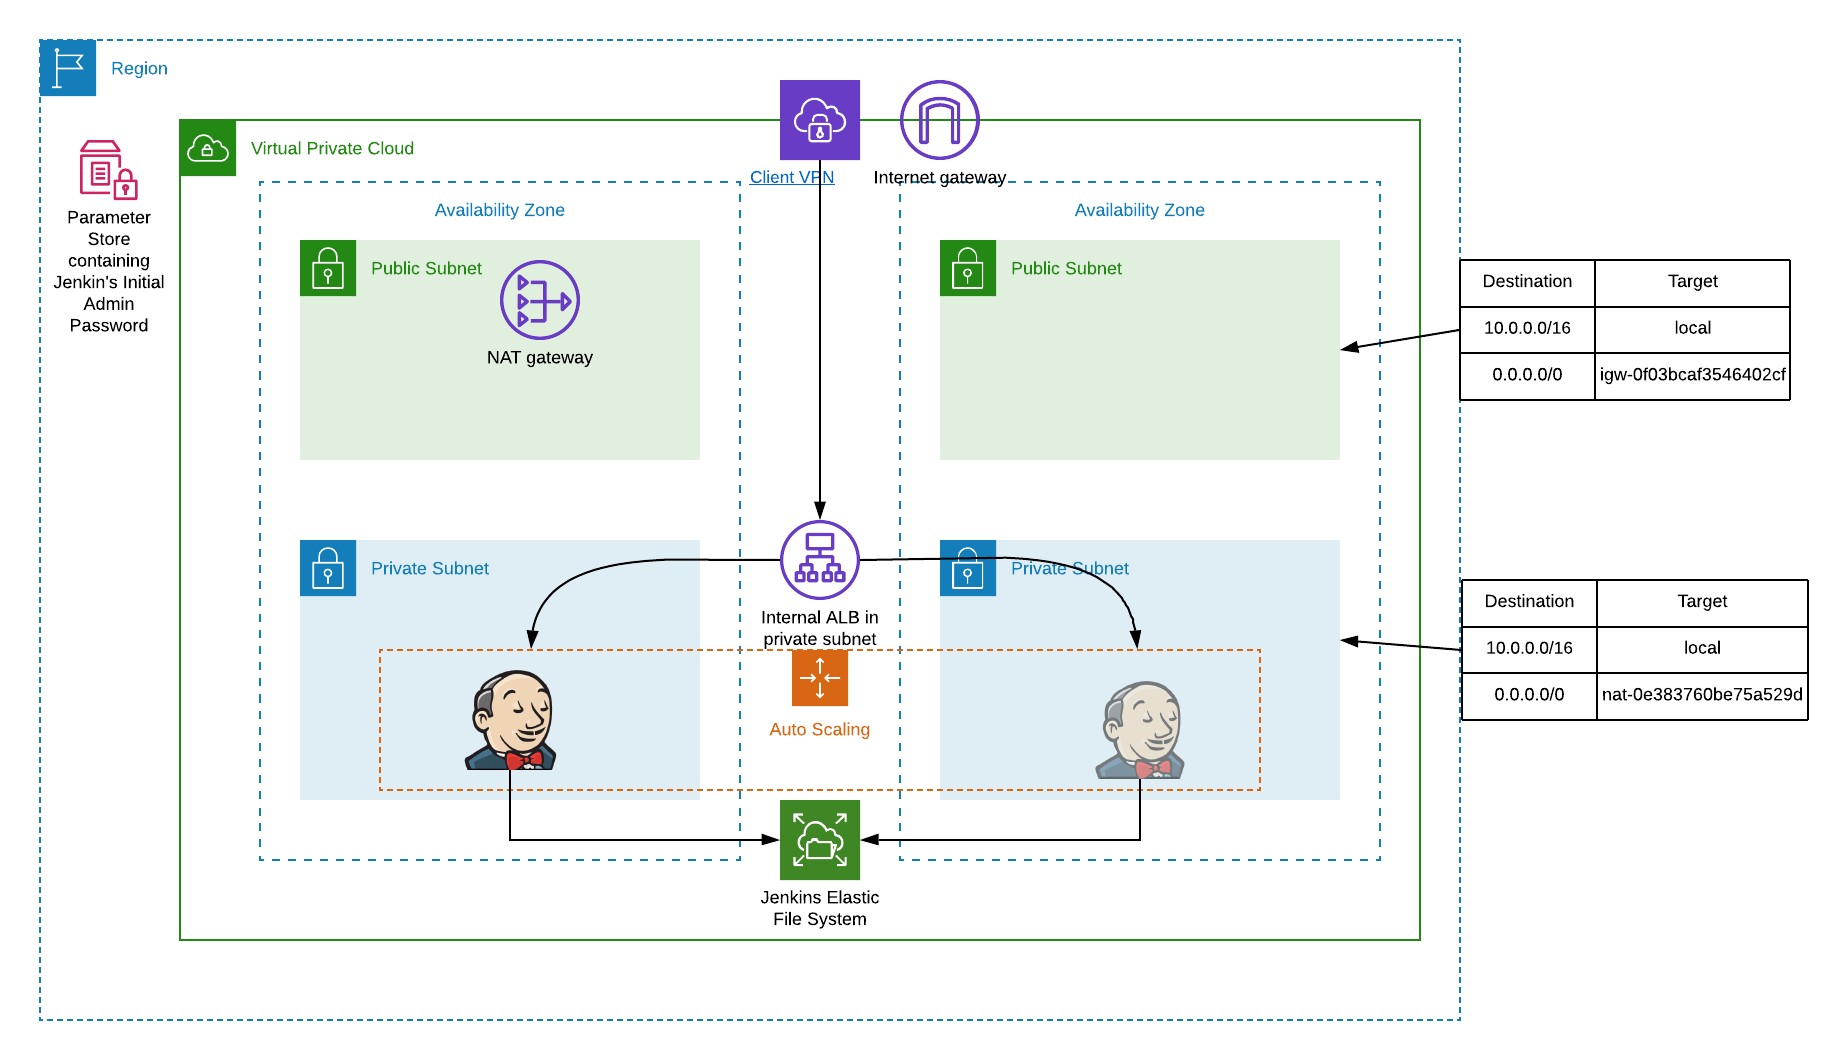 Region
Virtual Private Cloud
Client VPN
Internet gateway
Parameter
Store
containing
Jenkin's Initial
Admin
Password
Availability Zone
Availability Zone
Public Subnet
NAT gateway
Public Subnet
Destination Target
10.0.0.0/16 local
0.0.0.0/0 igw-0f03bcaf3546402cf
Private Subnet
Internal ALB in
private subnet
Private Subnet
Auto Scaling
Destination Target
10.0.0.0/16 local
0.0.0.0/0 nat-0e383760be75a529d
Jenkins Elastic
File System